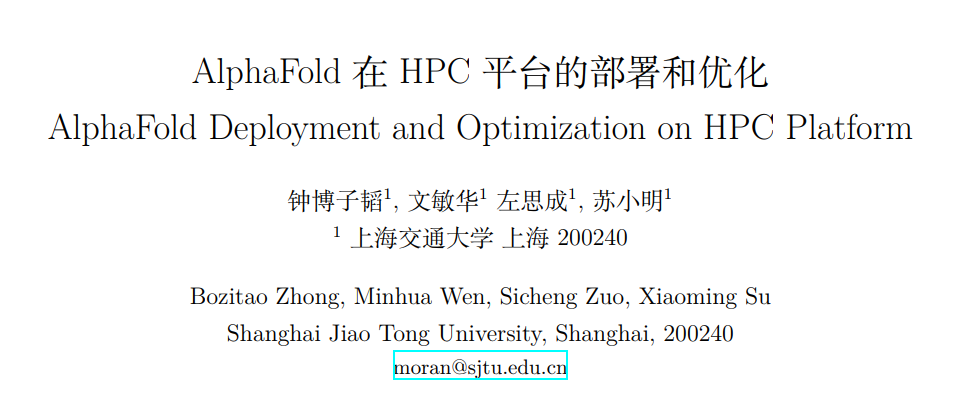 AlphaFold 在 HPC 平台的部署和优化
AlphaFold Deployment and Optimization on HPC Platform
钟博子韬¹, 文敏华¹ 左思成¹, 苏小明¹
¹ 上海交通大学 上海 200240
Bozitao Zhong, Minhua Wen, Sicheng Zuo, Xiaoming Su
Shanghai Jiao Tong University, Shanghai, 200240
moran@sjtu.edu.cn